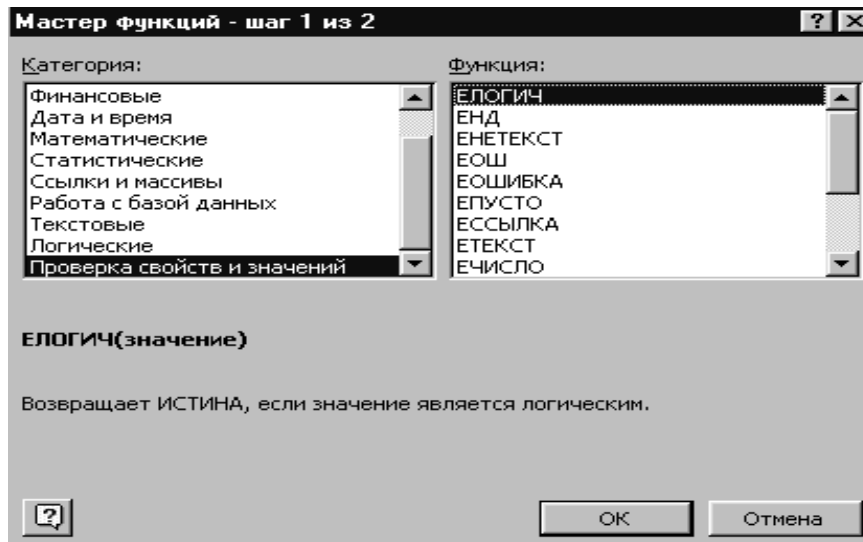 Мастер функций - шаг 1 из 2
Категория:
Финансовые
Дата и время
Математические
Статистические
Ссылки и массивы
Работа с базой данных
Текстовые
Логические
Проверка свойств и значений
Функция:
ЕЛОГИЧ
ЕНД
ЕНЕТЕКСТ
ЕОШ
ЕОШИБКА
ЕПУСТО
ЕССЫЛКА
ЕТЕКСТ
ЕЧИСЛО
ЕЛОГИЧ(значение)
Возвращает ИСТИНА, если значение является логическим.
ОК
Отмена